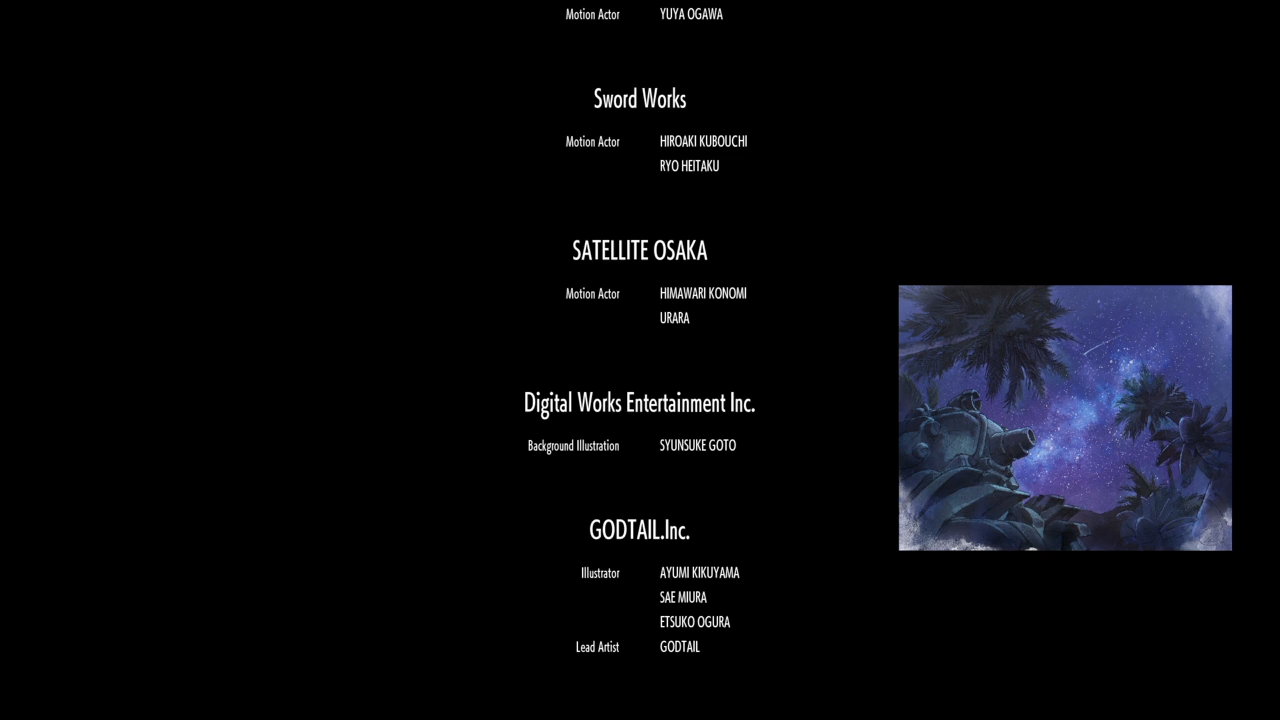 Motion Actor YUYA OGAWA
Sword Works
Motion Actor HIROAKI KUBOUCHI
RYO HEITAKU
SATELLITE OSAKA
Motion Actor HIMAWARI KONOMI
URARA
Digital Works Entertainment Inc.
Background Illustration SYUNSUKE GOTO
GODTAIL.Inc.
Illustrator AYUMI KIKUYAMA
SAE MIURA
ETSUKO OGURA
Lead Artist GODTAIL